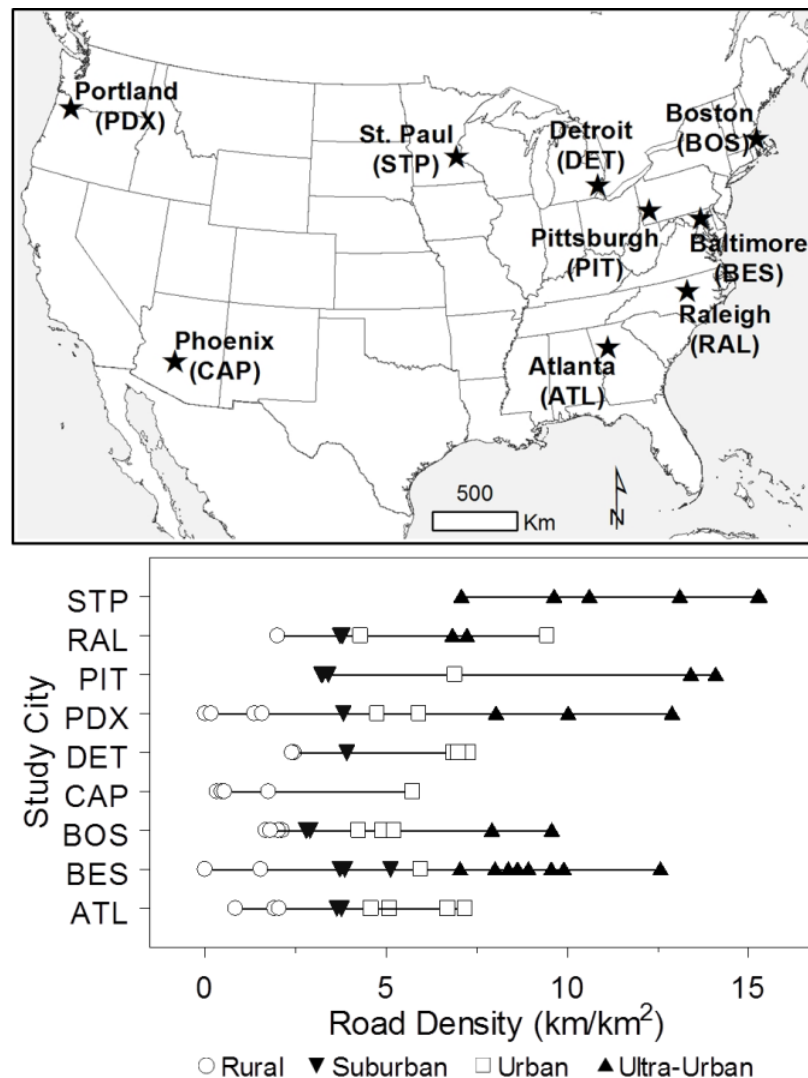 Portland
(PDX)
St. Paul
(STP)
Detroit
(DET)
Boston
(BOS)
Pittsburgh
(PIT)
Baltimore
(BES)
Raleigh
(RAL)
Phoenix
(CAP)
Atlanta
(ATL)
500
Km
N
Study City
STP
RAL
PIT
PDX
DET
CAP
BOS
BES
ATL
0 5 10 15
Road Density (km/km²)
Rural Suburban Urban Ultra-Urban